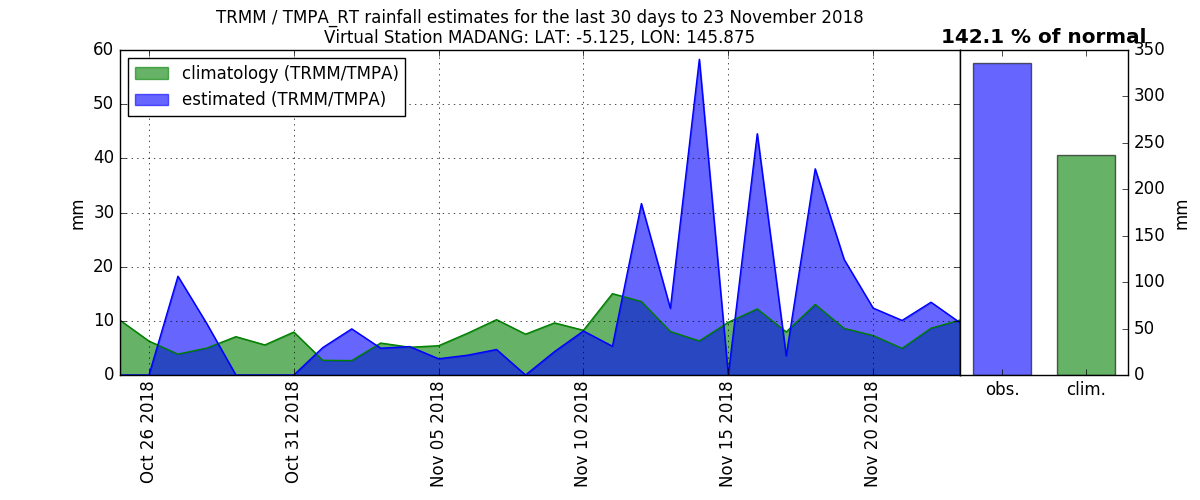 TRMM / TMPA_RT rainfall estimates for the last 30 days to 23 November 2018
Virtual Station MADANG: LAT: -5.125, LON: 145.875
142.1 % of normal
climatology (TRMM/TMPA)
estimated (TRMM/TMPA)
60
50
40
30
20
10
0
mm
Oct 26 2018
Oct 31 2018
Nov 05 2018
Nov 10 2018
Nov 15 2018
Nov 20 2018
obs.
clim.
350
300
250
200
150
100
50
0
mm